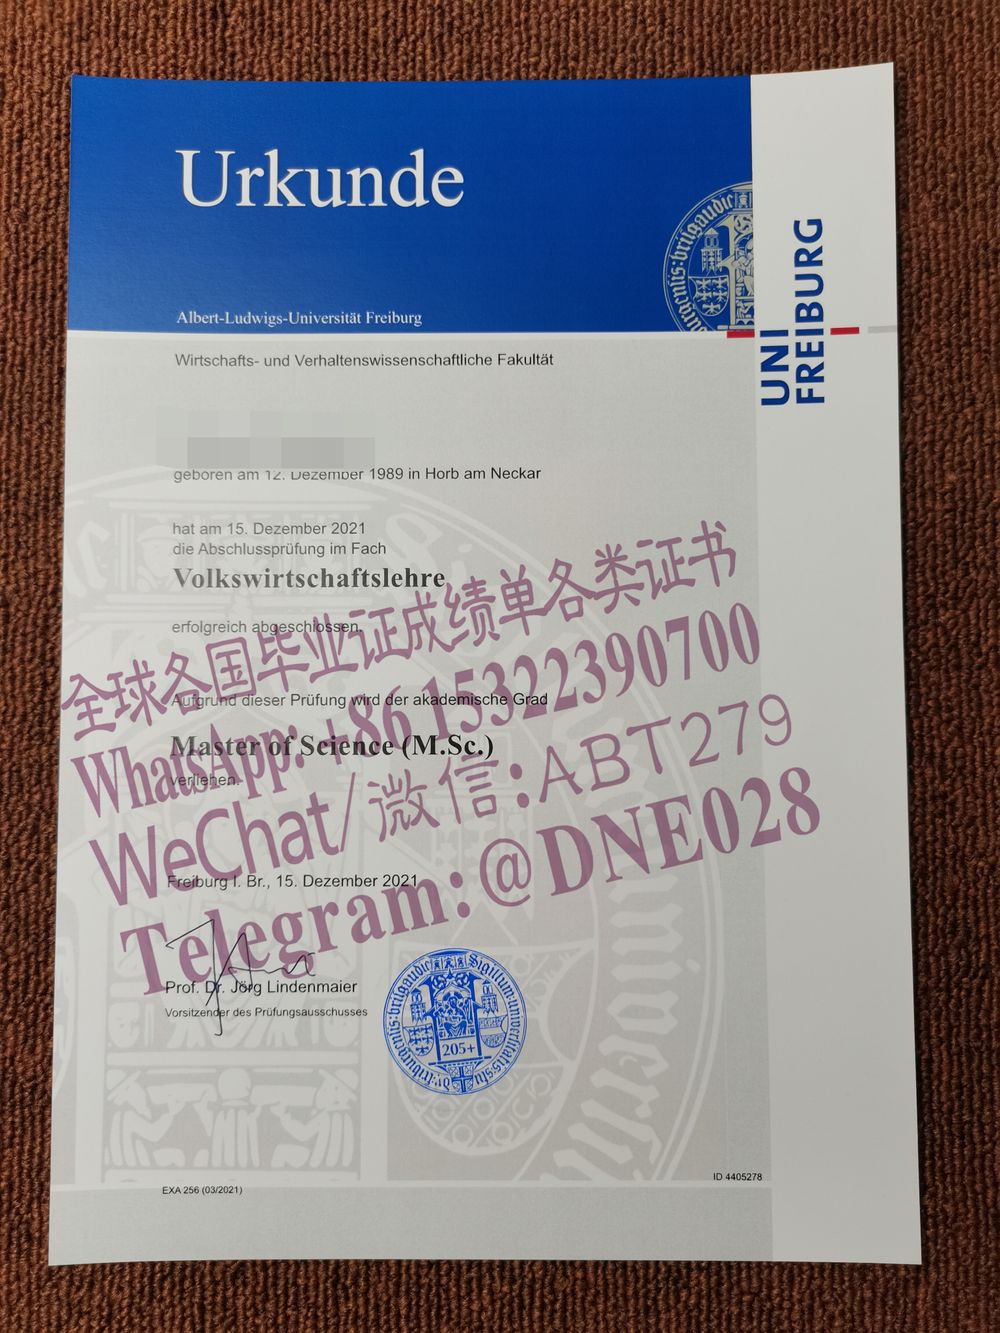 Urkunde
Albert-Ludwigs-Universität Freiburg
UNI
FREIBURG
Wirtschafts- und Verhaltenswissenschaftliche Fakultät
geboren am 12. Dezember 1989 in Horb am Neckar
hat am 15. Dezember 2021
die Abschlussprüfung im Fach
Volkswirtschaftslehre
erfolgreich abgeschlossen.
全球各国毕业证成绩单各类证书
Aufgrund dieser Prüfung wird der akademische Grad
WhatsApp: +86 15322390700
Master of Science (M.Sc.)
verliehen.
WeChat/微信:ABT279
Freiburg i. Br., 15. Dezember 2021
Telegram:@DNE028
Prof. Dr. Jörg Lindenmaier
Vorsitzender des Prüfungsausschusses
205+
ID 4405278
EXA 256 (03/2021)